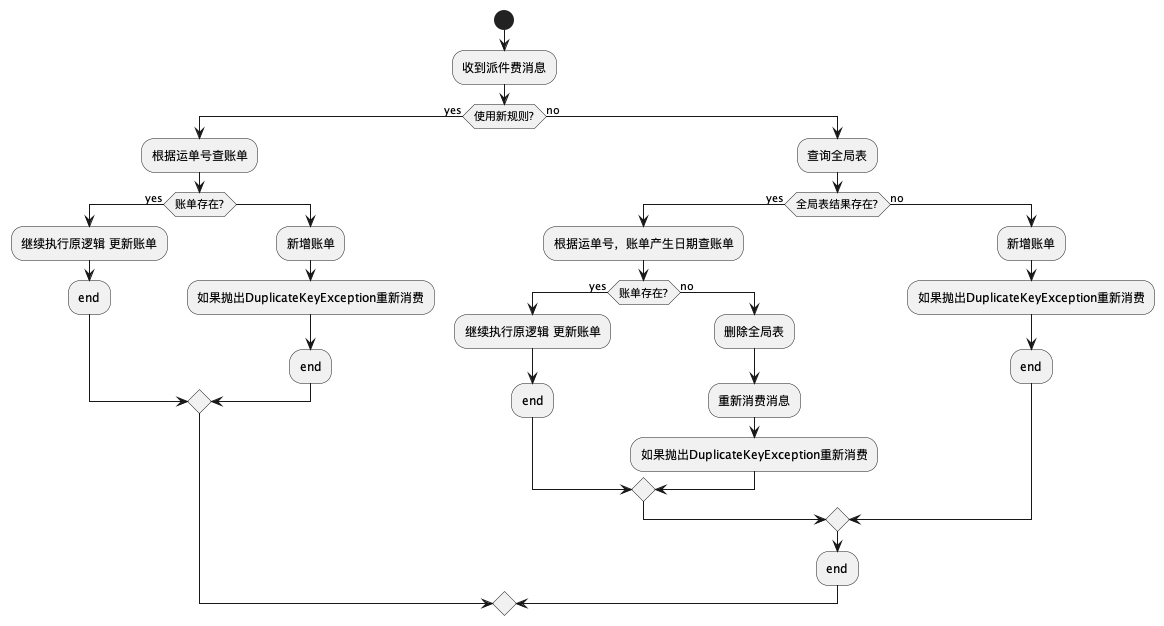 收到派件费消息
yes
使用新规则?
no
根据运单号查账单
查询全局表
yes
账单存在?
yes
全局表结果存在?
no
继续执行原逻辑 更新账单
新增账单
根据运单号，账单产生日期查账单
新增账单
end
如果抛出DuplicateKeyException重新消费
yes
账单存在?
no
如果抛出DuplicateKeyException重新消费
继续执行原逻辑 更新账单
删除全局表
end
end
end
重新消费消息
如果抛出DuplicateKeyException重新消费
end